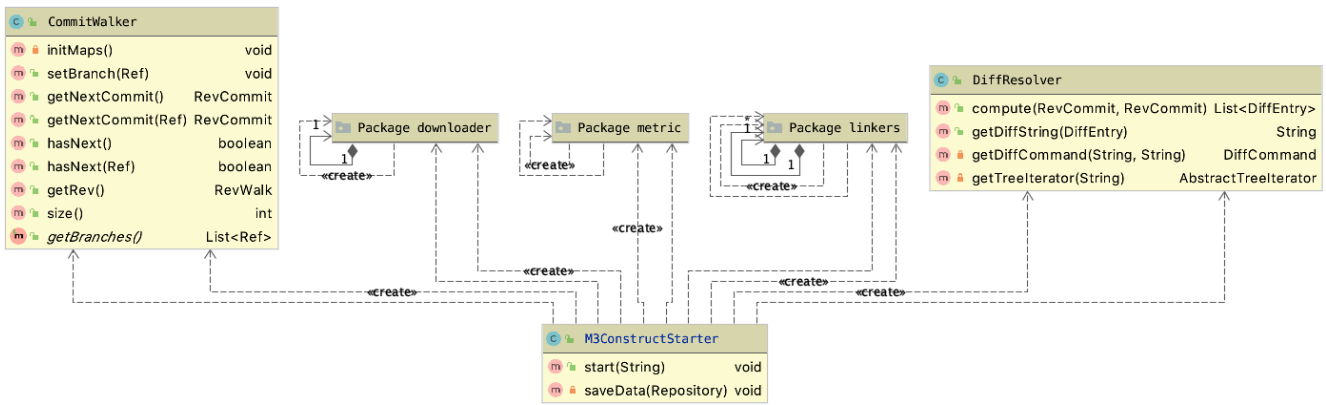 CommitWalker
initMaps() void
setBranch(Ref) void
getNextCommit() RevCommit
getNextCommit(Ref) RevCommit
hasNext() boolean
hasNext(Ref) boolean
getRev() RevWalk
size() int
getBranches() List<Ref>
Package downloader
1
1
«create»
Package metric
«create»
Package linkers
*
1
1
1
«create»
DiffResolver
compute(RevCommit, RevCommit) List<DiffEntry>
getDiffString(DiffEntry) String
getDiffCommand(String, String) DiffCommand
getTreeIterator(String) AbstractTreeIterator
«create»
«create»
«create»
«create»
«create»
M3ConstructStarter
start(String) void
saveData(Repository) void